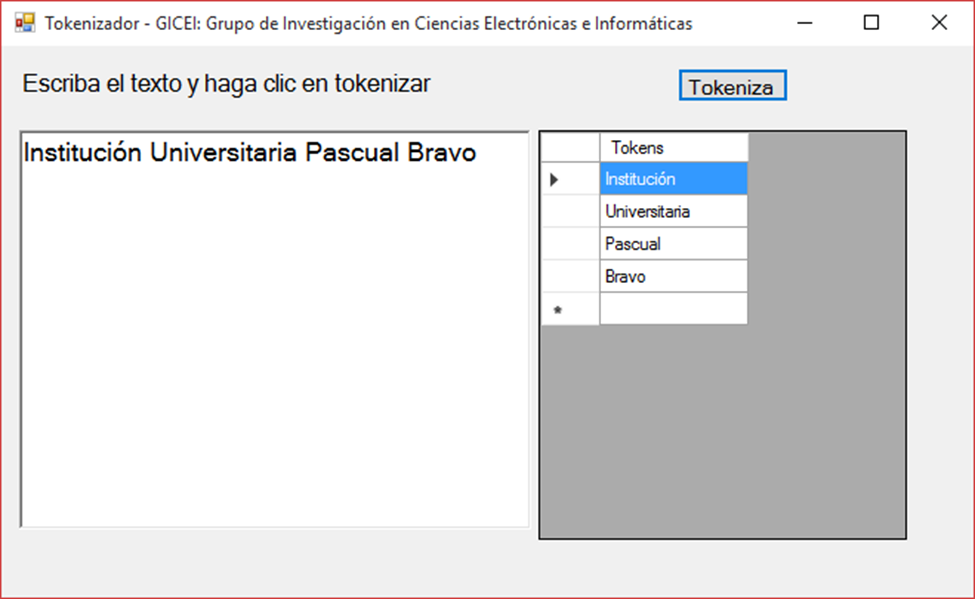 Tokenizador - GICEI: Grupo de Investigación en Ciencias Electrónicas e Informáticas
Escriba el texto y haga clic en tokenizar
Tokeniza
Institución Universitaria Pascual Bravo
Tokens
Institución
Universitaria
Pascual
Bravo
*